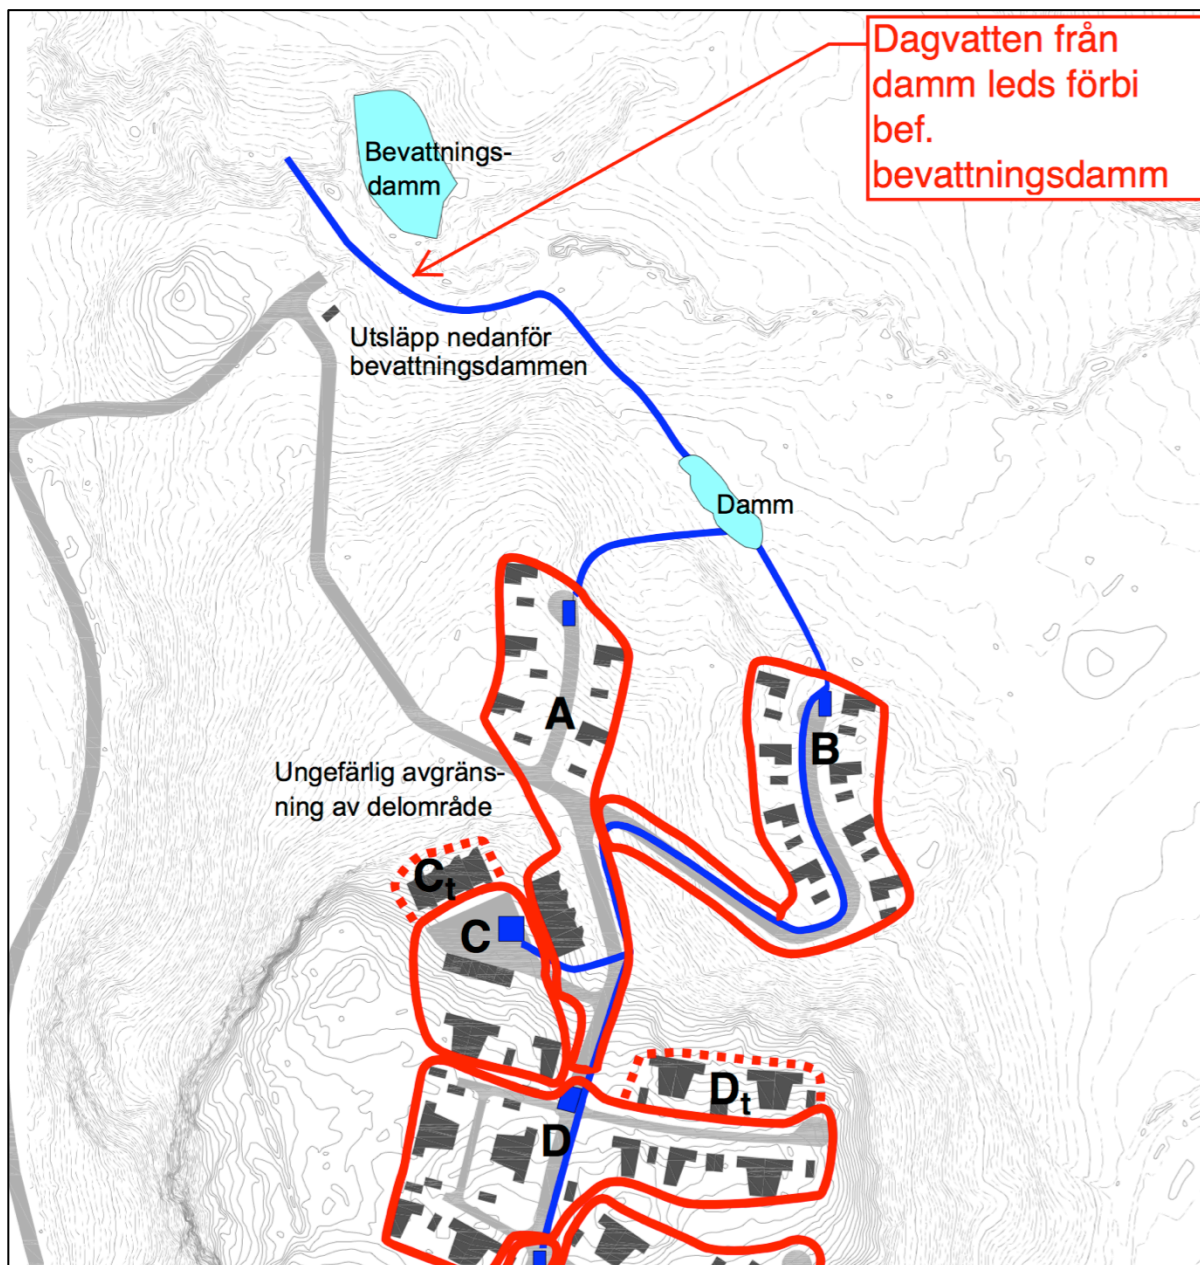 Dagvatten från
damm leds förbi
bef.
bevattningsdamm
Bevattnings-
damm
Utsläpp nedanför
bevattningsdammen
Damm
A
B
Ungefärlig avgräns-
ning av delområde
Ct
C
Dt
D